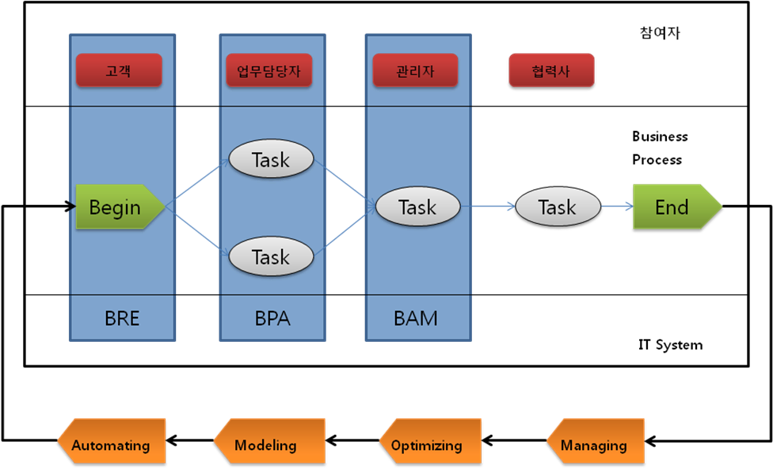 참여자
고객
업무담당자
관리자
협력사
Business
Process
Task
Begin
Task
Task
End
Task
BRE
BPA
BAM
IT System
Automating
Modeling
Optimizing
Managing